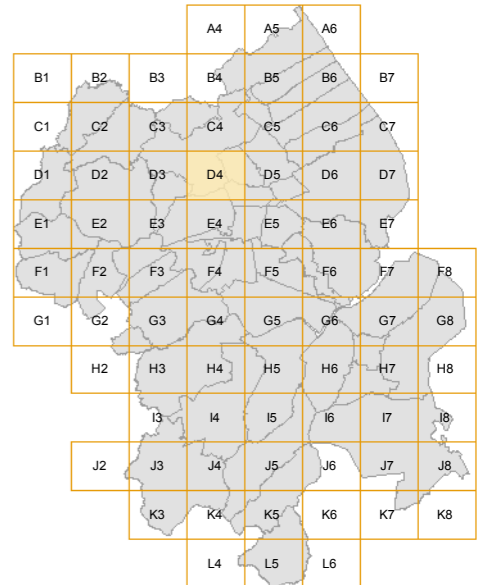 A4 A5 A6
B1 B2 B3 B4 B5 B6 B7
C1 C2 C3 C4 C5 C6 C7
D1 D2 D3 D4 D5 D6 D7
E1 E2 E3 E4 E5 E6 E7
F1 F2 F3 F4 F5 F6 F7 F8
G1 G2 G3 G4 G5 G6 G7 G8
H2 H3 H4 H5 H6 H7 H8
I3 I4 I5 I6 I7 I8
J2 J3 J4 J5 J6 J7 J8
K3 K4 K5 K6 K7 K8
L4 L5 L6